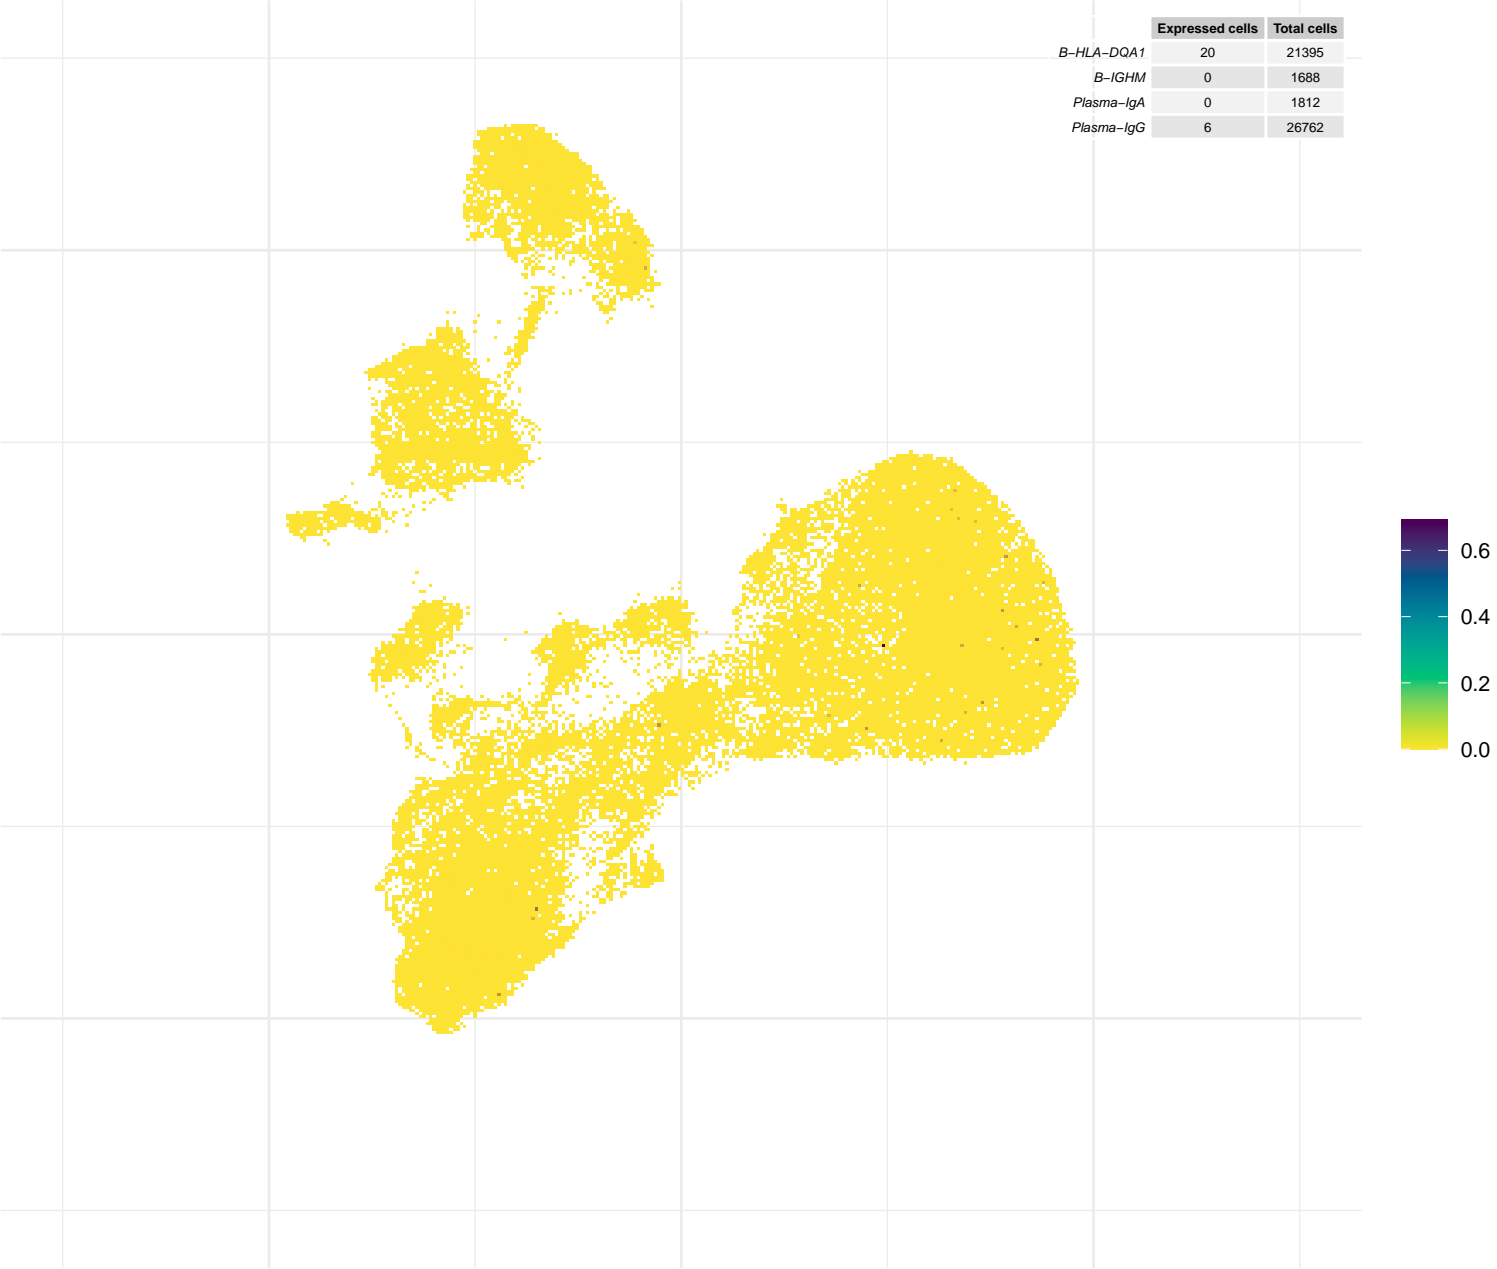 Expressed cells Total cells
B−HLA−DQA1 20 21395
B−IGHM 0 1688
Plasma−IgA 0 1812
Plasma−IgG 6 26762
0.6
0.4
0.2
0.0